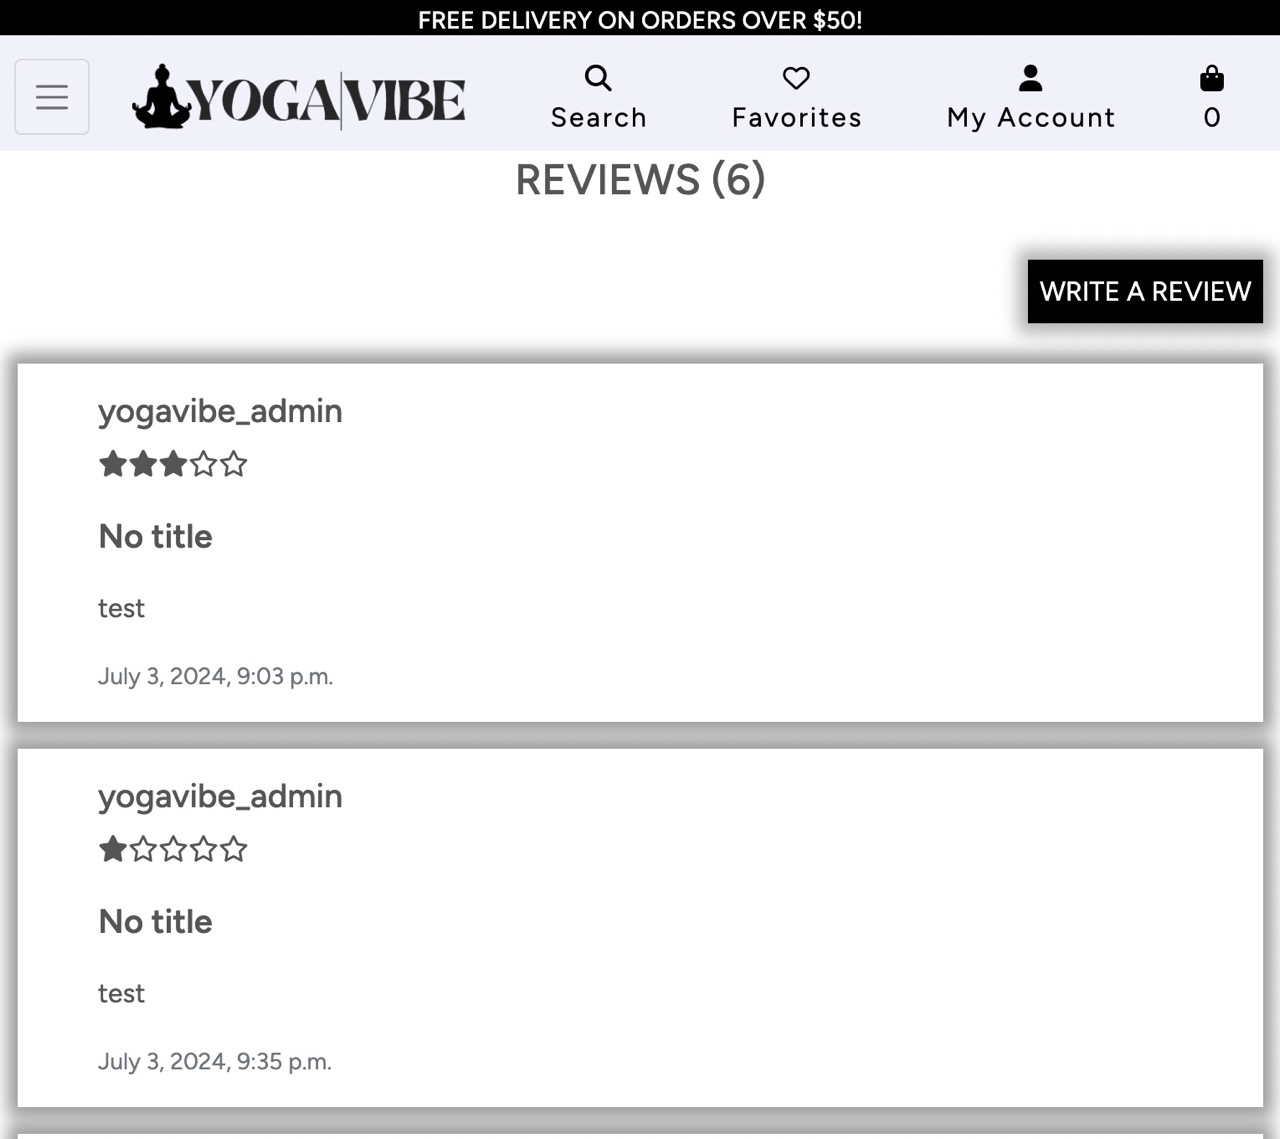 FREE DELIVERY ON ORDERS OVER $50!
YOGA|VIBE
Search
Favorites
My Account
0
REVIEWS (6)
WRITE A REVIEW
yogavibe_admin
No title
test
July 3, 2024, 9:03 p.m.
yogavibe_admin
No title
test
July 3, 2024, 9:35 p.m.